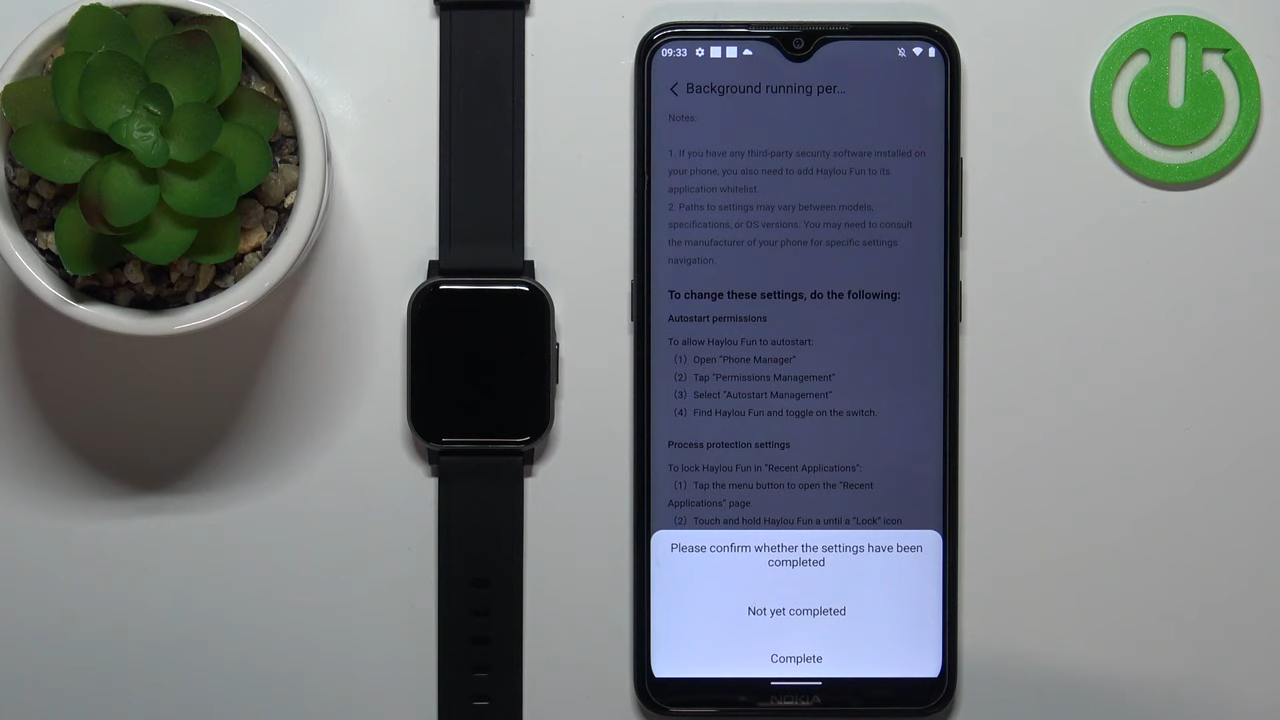 09:33
Background running per...
Notes:
1. If you have any third-party security software installed on
your phone, you also need to add Haylou Fun to its
application whitelist.
2. Paths to settings may vary between models,
specifications, or OS versions. You may need to consult
the manufacturer of your phone for specific settings
navigation.
To change these settings, do the following:
Autostart permissions
To allow Haylou Fun to autostart:
(1) Open "Phone Manager"
(2) Tap "Permissions Management"
(3) Select "Autostart Management"
(4) Find Haylou Fun and toggle on the switch.
Process protection settings
To lock Haylou Fun in "Recent Applications":
(1) Tap the menu button to open the "Recent
Applications" page.
(2) Touch and hold Haylou Fun a until a "Lock" icon
Please confirm whether the settings have been
completed
Not yet completed
Complete
NOKIA